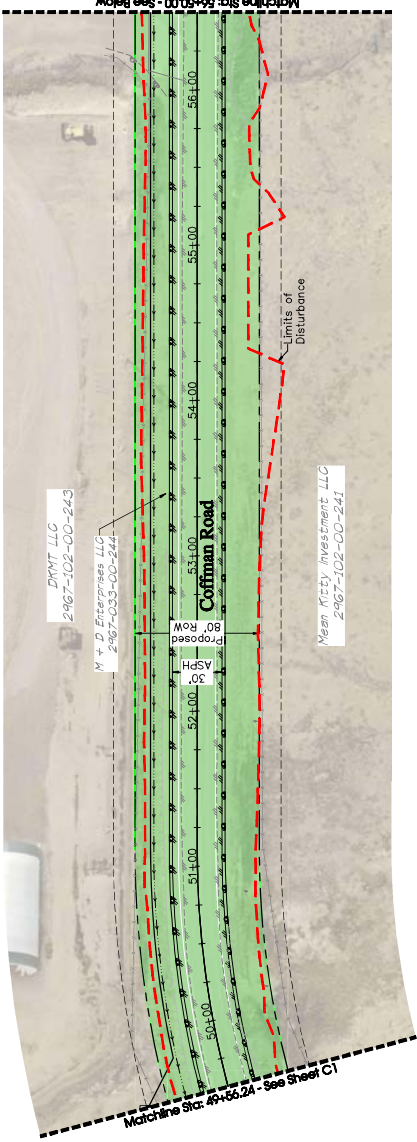 Matchline Sta: 56+50.00 - See Below
56+00
55+00
Limits of
Disturbance
54+00
DKMT LLC
2967-102-00-243
M + D Enterprises LLC
2967-033-00-244
53+00
Coffman Road
Mean Kitty Investment LLC
2967-102-00-241
Proposed
80' Row
30'
ASPH
52+00
51+00
50+00
Matchline Sta: 49+56.24 - See Sheet C1